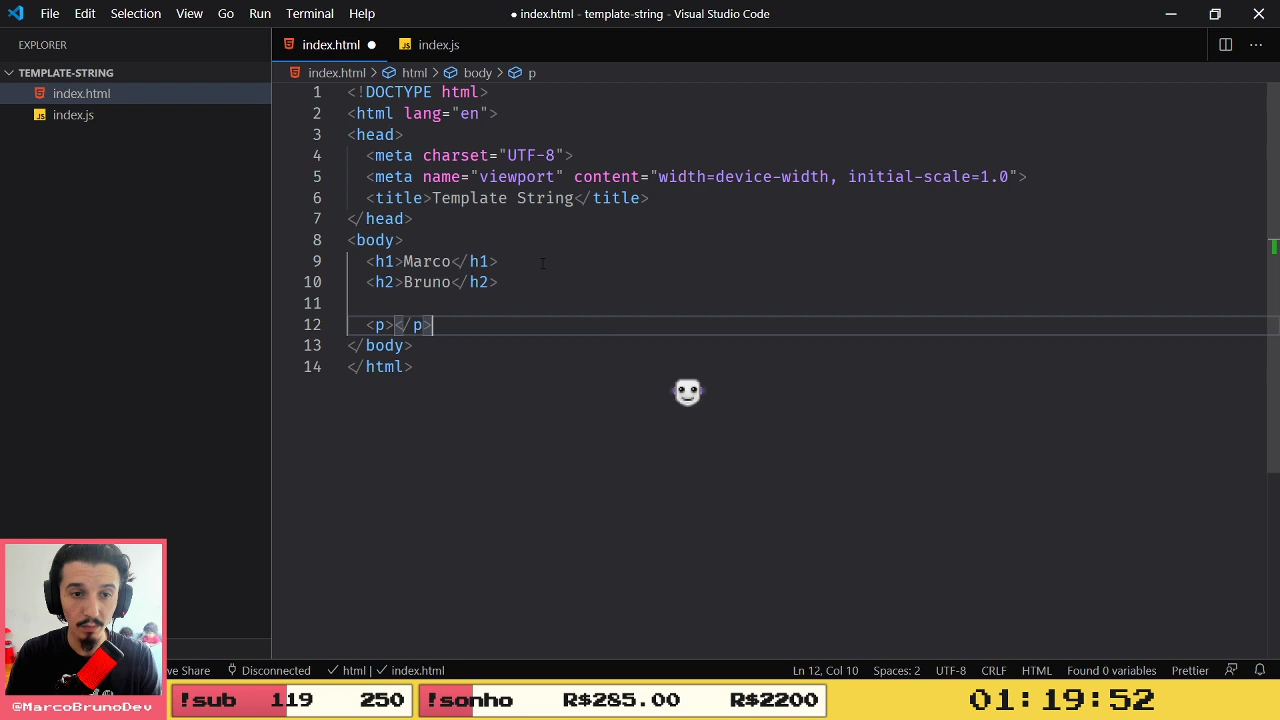 File Edit Selection View Go Run Terminal Help
● index.html - template-string - Visual Studio Code
EXPLORER
TEMPLATE-STRING
index.html
JS index.js
index.html ●
JS index.js
index.html > html > body > p
1 <!DOCTYPE html>
2 <html lang="en">
3 <head>
4 <meta charset="UTF-8">
5 <meta name="viewport" content="width=device-width, initial-scale=1.0">
6 <title>Template String</title>
7 </head>
8 <body>
9 <h1>Marco</h1>
10 <h2>Bruno</h2>
11
12 <p></p>
13 </body>
14 </html>
ve Share Disconnected ✓ html | ✓ index.html
Ln 12, Col 10 Spaces: 2 UTF-8 CRLF HTML Found 0 variables Prettier
@MarcoBrunoDev
!sub 119 250
!sonho R$285.00 R$2200
01:19:52